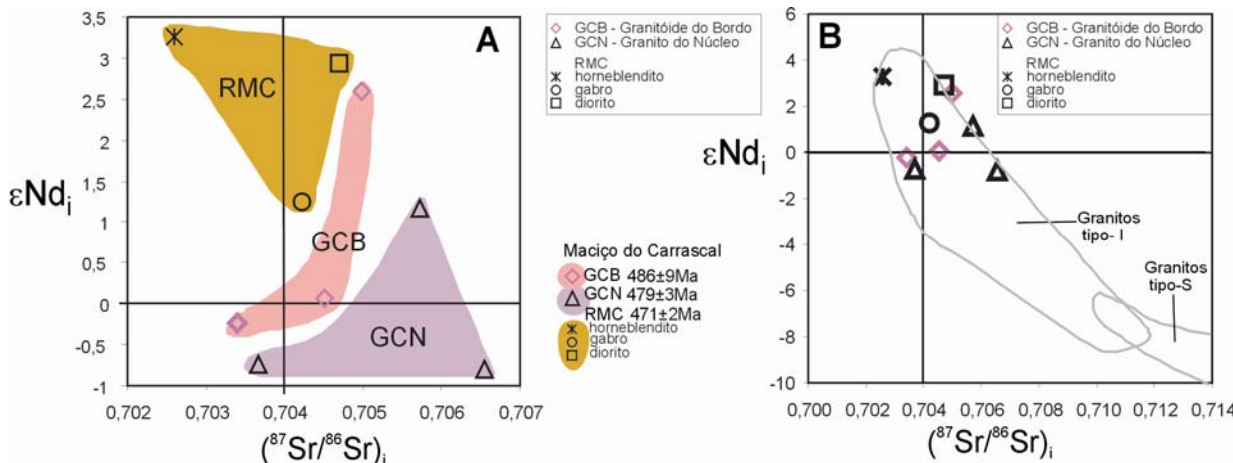 3,5
3
2,5
2
1,5
1
0,5
0
-0,5
-1
εNdi
A
RMC
GCB
GCN
0,702 0,703 0,704 0,705 0,706 0,707
(87Sr/86Sr)i
GCB - Granitóide do Bordo
GCN - Granito do Núcleo
RMC
horneblendito
gabro
diorito
Maciço do Carrascal
GCB 486±9Ma
GCN 479±3Ma
RMC 471±2Ma
horneblendito
gabro
diorito
6
4
2
0
-2
-4
-6
-8
-10
εNdi
B
GCB - Granitóide do Bordo
GCN - Granito do Núcleo
RMC
horneblendito
gabro
diorito
Granitos
tipo- I
Granitos
tipo-S
0,700 0,702 0,704 0,706 0,708 0,710 0,712 0,714
(87Sr/86Sr)i